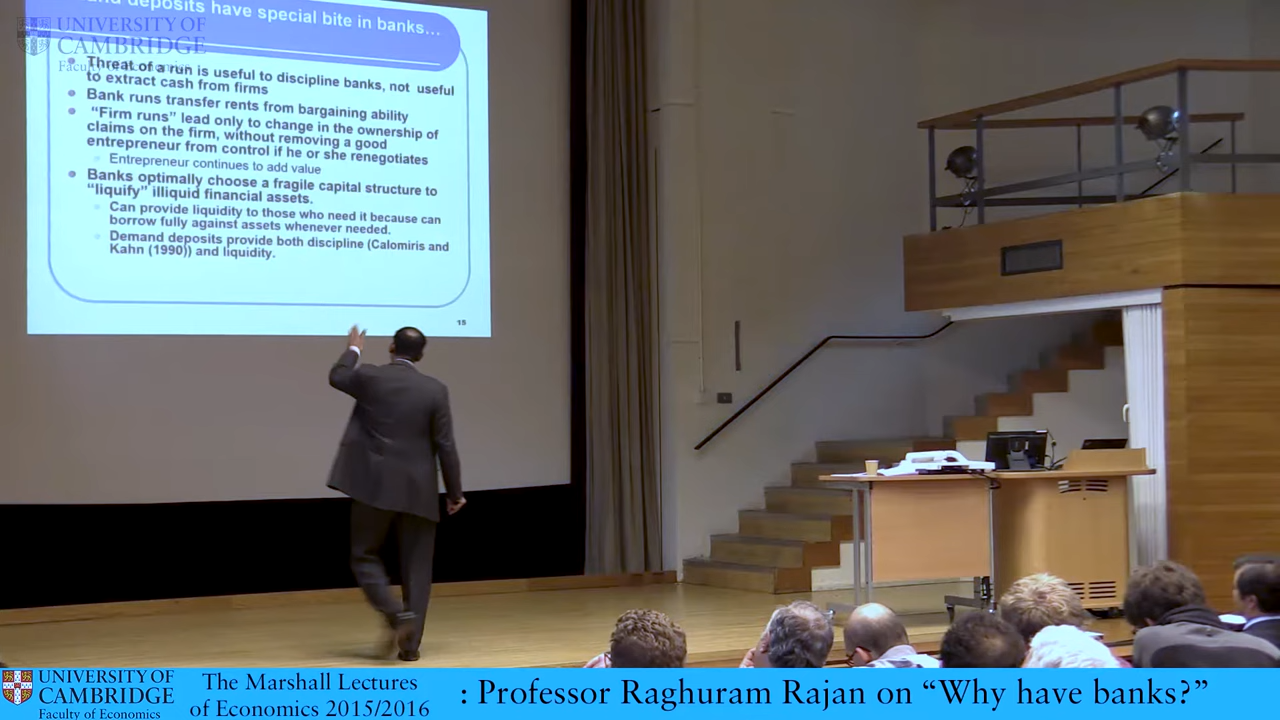 and deposits have special bite in banks…
UNIVERSITY OF
CAMBRIDGE
Faculty of Economics
Threat of a run is useful to discipline banks, not useful
to extract cash from firms
Bank runs transfer rents from bargaining ability
"Firm runs" lead only to change in the ownership of
claims on the firm, without removing a good
entrepreneur from control if he or she renegotiates
Entrepreneur continues to add value
Banks optimally choose a fragile capital structure to
"liquify" illiquid financial assets.
Can provide liquidity to those who need it because can
borrow fully against assets whenever needed.
Demand deposits provide both discipline (Calomiris and
Kahn (1990)) and liquidity.
15
UNIVERSITY OF
CAMBRIDGE
Faculty of Economics
The Marshall Lectures
of Economics 2015/2016
: Professor Raghuram Rajan on "Why have banks?"